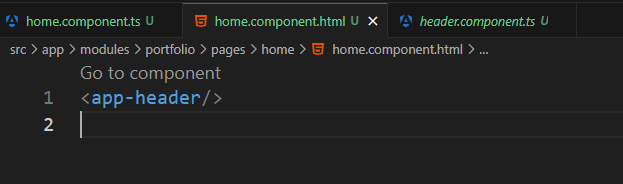 home.component.ts U home.component.html U × header.component.ts U
src > app > modules > portfolio > pages > home > home.component.html > ...
Go to component
1 <app-header/>
2